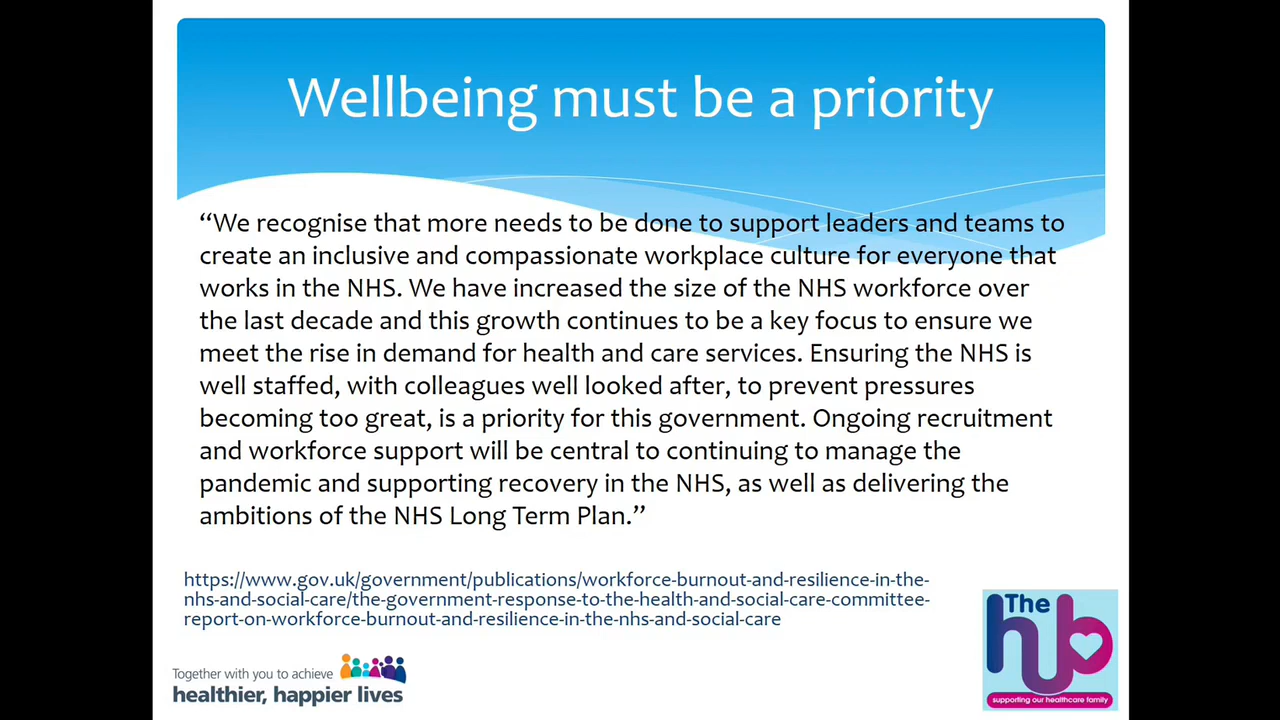 Wellbeing must be a priority
“We recognise that more needs to be done to support leaders and teams to
create an inclusive and compassionate workplace culture for everyone that
works in the NHS. We have increased the size of the NHS workforce over
the last decade and this growth continues to be a key focus to ensure we
meet the rise in demand for health and care services. Ensuring the NHS is
well staffed, with colleagues well looked after, to prevent pressures
becoming too great, is a priority for this government. Ongoing recruitment
and workforce support will be central to continuing to manage the
pandemic and supporting recovery in the NHS, as well as delivering the
ambitions of the NHS Long Term Plan.”
https://www.gov.uk/government/publications/workforce-burnout-and-resilience-in-the-
nhs-and-social-care/the-government-response-to-the-health-and-social-care-committee-
report-on-workforce-burnout-and-resilience-in-the-nhs-and-social-care
Together with you to achieve
healthier, happier lives
The
hub
supporting our healthcare family